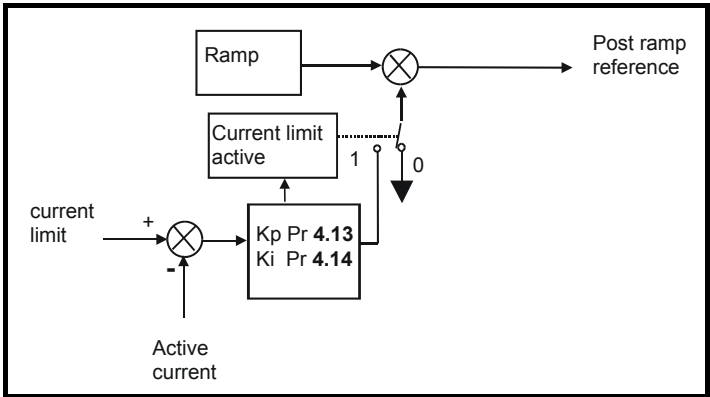 Ramp
Post ramp
reference
Current limit
active
1
0
current
limit
+
-
Kp Pr 4.13
Ki Pr 4.14
Active
current